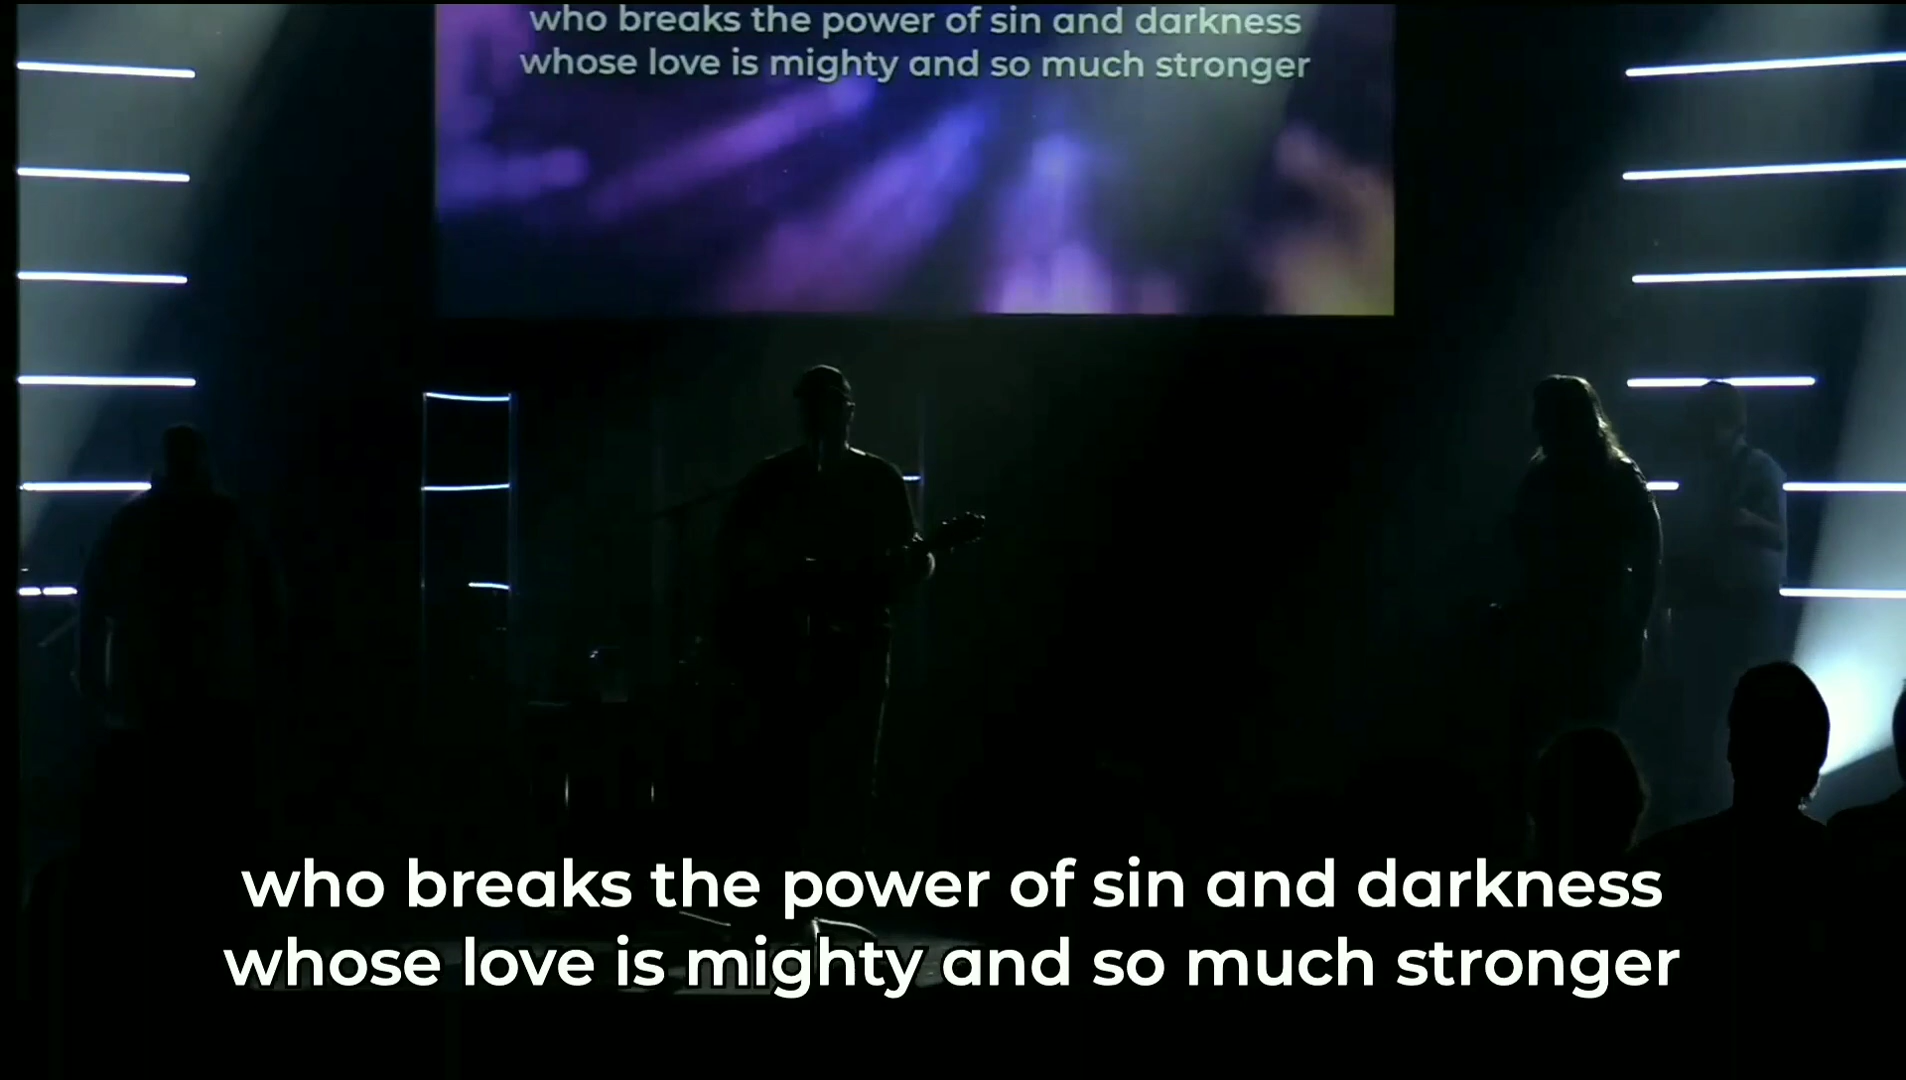 who breaks the power of sin and darkness
whose love is mighty and so much stronger
who breaks the power of sin and darkness
whose love is mighty and so much stronger